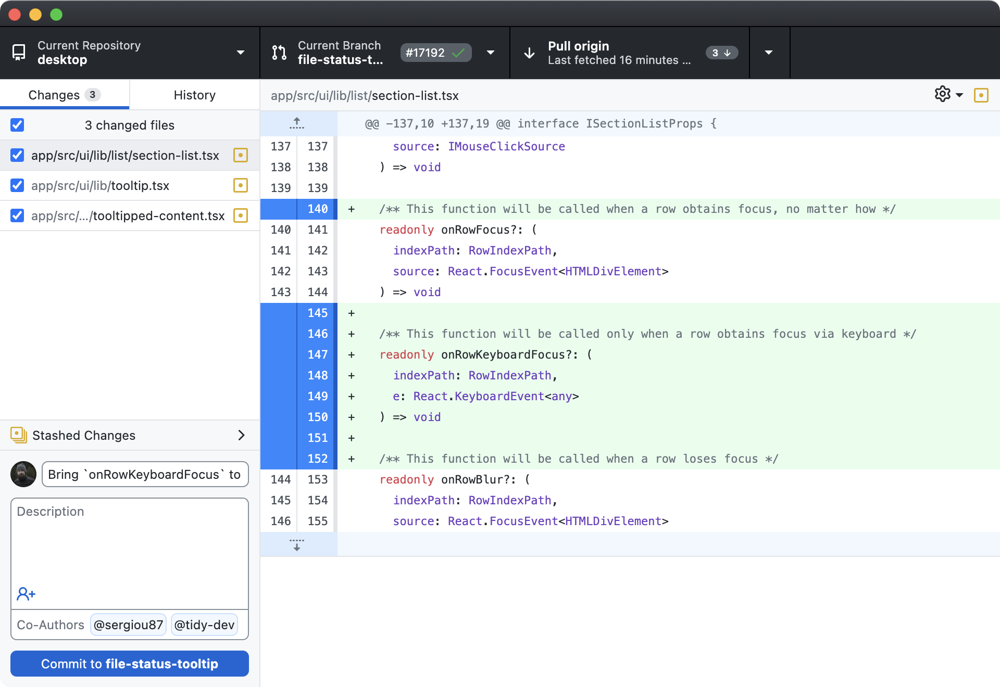 Current Repository
desktop
Current Branch
file-status-t...
#17192
Pull origin
Last fetched 16 minutes ...
3
Changes 3
History
3 changed files
app/src/ui/lib/list/section-list.tsx
app/src/ui/lib/tooltip.tsx
app/src/.../tooltipped-content.tsx
Stashed Changes
Bring `onRowKeyboardFocus` to
Description
Co-Authors @sergiou87 @tidy-dev
Commit to file-status-tooltip
app/src/ui/lib/list/section-list.tsx
@@ -137,10 +137,19 @@ interface ISectionListProps {
137 137 source: IMouseClickSource
138 138 ) => void
139 139
140 + /** This function will be called when a row obtains focus, no matter how */
140 141 readonly onRowFocus?: (
141 142 indexPath: RowIndexPath,
142 143 source: React.FocusEvent<HTMLDivElement>
143 144 ) => void
145 +
146 + /** This function will be called only when a row obtains focus via keyboard */
147 + readonly onRowKeyboardFocus?: (
148 + indexPath: RowIndexPath,
149 + e: React.KeyboardEvent<any>
150 + ) => void
151 +
152 + /** This function will be called when a row loses focus */
144 153 readonly onRowBlur?: (
145 154 indexPath: RowIndexPath,
146 155 source: React.FocusEvent<HTMLDivElement>